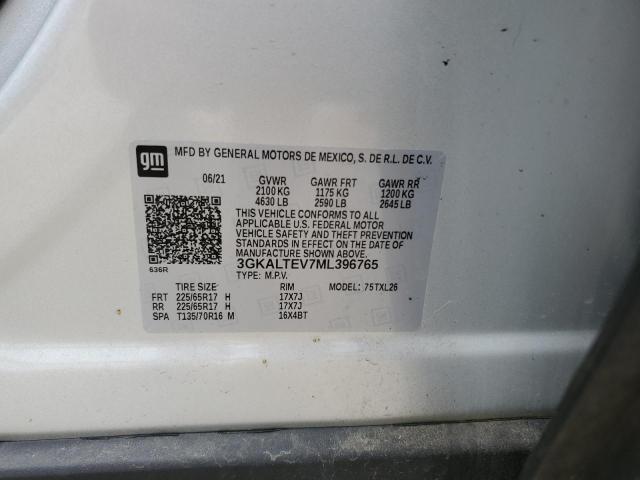 gm
MFD BY GENERAL MOTORS DE MEXICO, S. DE R.L. DE C.V.
06/21 GVWR GAWR FRT GAWR RR
2100 KG 1175 KG 1200 KG
4630 LB 2590 LB 2645 LB
THIS VEHICLE CONFORMS TO ALL
APPLICABLE U.S. FEDERAL MOTOR
VEHICLE SAFETY AND THEFT PREVENTION
STANDARDS IN EFFECT ON THE DATE OF
MANUFACTURE SHOWN ABOVE.
3GKALTEV7ML396765
636R TYPE: M.P.V.
TIRE SIZE RIM MODEL: 75TXL26
FRT 225/65R17 H 17X7J
RR 225/65R17 H 17X7J
SPA T135/70R16 M 16X4BT